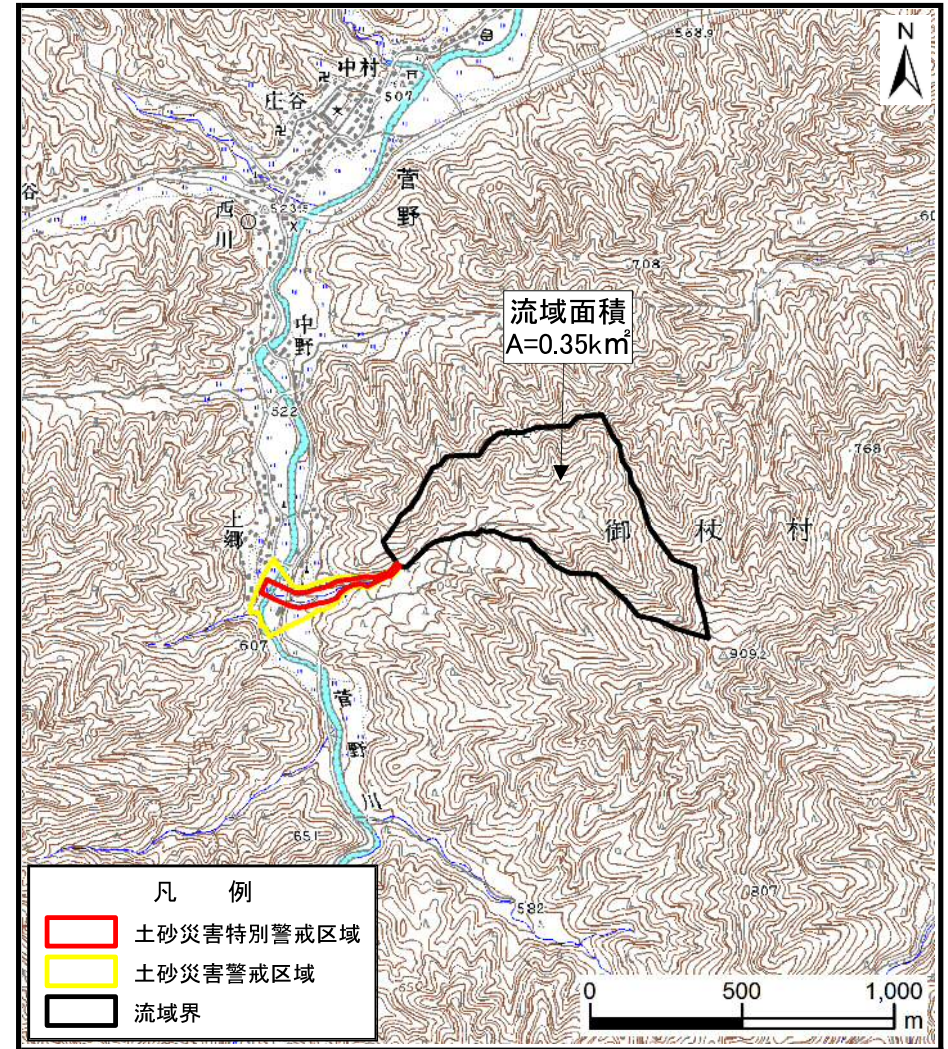 N
568.9
中村
507
庄谷
谷
菅野
西川
523.5
708
流域面積
A=0.35km²
中野
522
768
御杖村
上郷
607
909.2
菅野川
651
807
582
凡 例
土砂災害特別警戒区域
土砂災害警戒区域
流域界
0 500 1,000
m